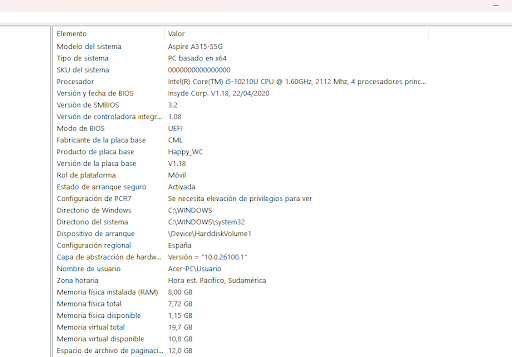 Elemento Valor
Modelo del sistema Aspire A315-55G
Tipo de sistema PC basado en x64
SKU del sistema 0000000000000000
Procesador Intel(R) Core(TM) i5-10210U CPU @ 1.60GHz, 2112 Mhz, 4 procesadores princ...
Versión y fecha de BIOS Insyde Corp. V1.18, 22/04/2020
Versión de SMBIOS 3.2
Versión de controladora integr... 1.08
Modo de BIOS UEFI
Fabricante de la placa base CML
Producto de placa base Happy_WC
Versión de la placa base V1.18
Rol de plataforma Móvil
Estado de arranque seguro Activada
Configuración de PCR7 Se necesita elevación de privilegios para ver
Directorio de Windows C:\WINDOWS
Directorio del sistema C:\WINDOWS\system32
Dispositivo de arranque \Device\HarddiskVolume1
Configuración regional España
Capa de abstracción de hardw... Versión = "10.0.26100.1"
Nombre de usuario Acer-PC\Usuario
Zona horaria Hora est. Pacífico, Sudamérica
Memoria física instalada (RAM) 8,00 GB
Memoria física total 7,72 GB
Memoria física disponible 1,15 GB
Memoria virtual total 19,7 GB
Memoria virtual disponible 10,8 GB
Espacio de archivo de paginaci... 12,0 GB